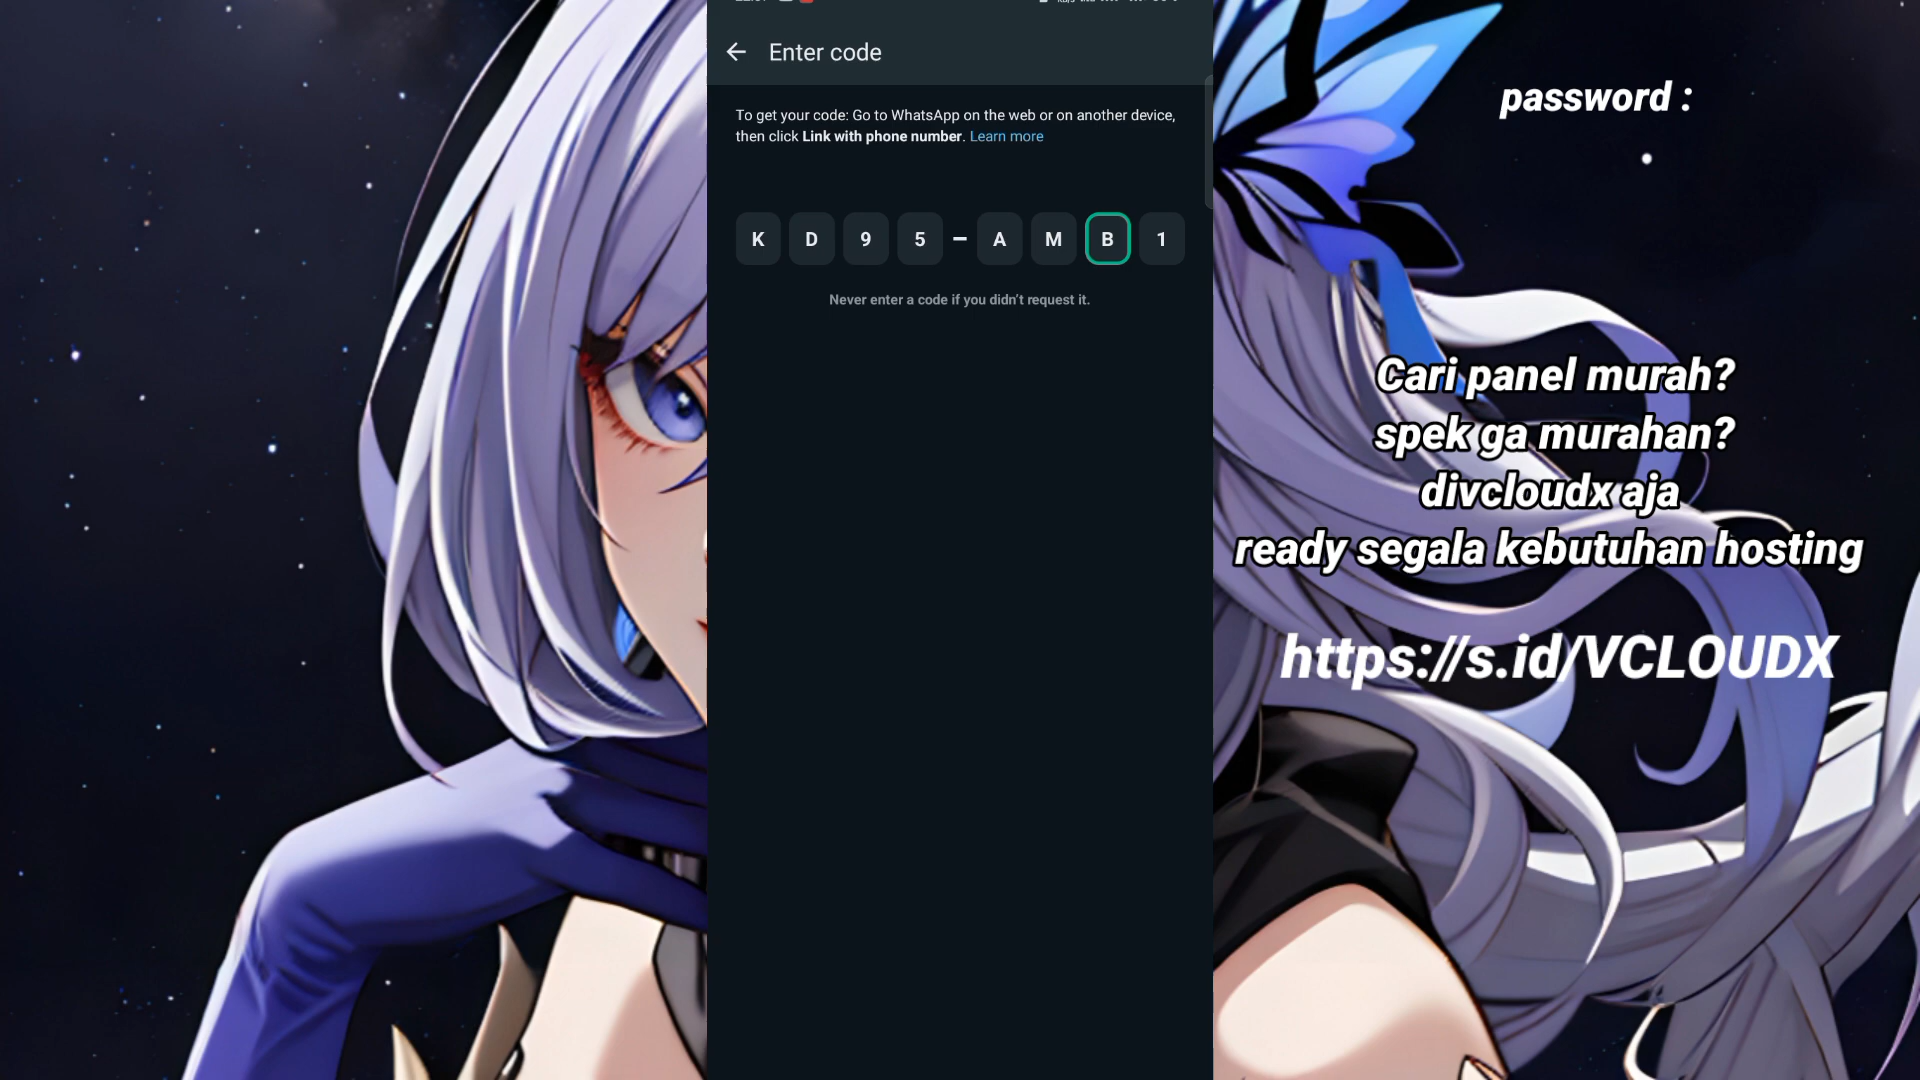 Enter code
To get your code: Go to WhatsApp on the web or on another device,
then click Link with phone number. Learn more
K D 9 5 – A M B 1
Never enter a code if you didn't request it.
password :
Cari panel murah?
spek ga murahan?
divcloudx aja
ready segala kebutuhan hosting
https://s.id/VCLOUDX